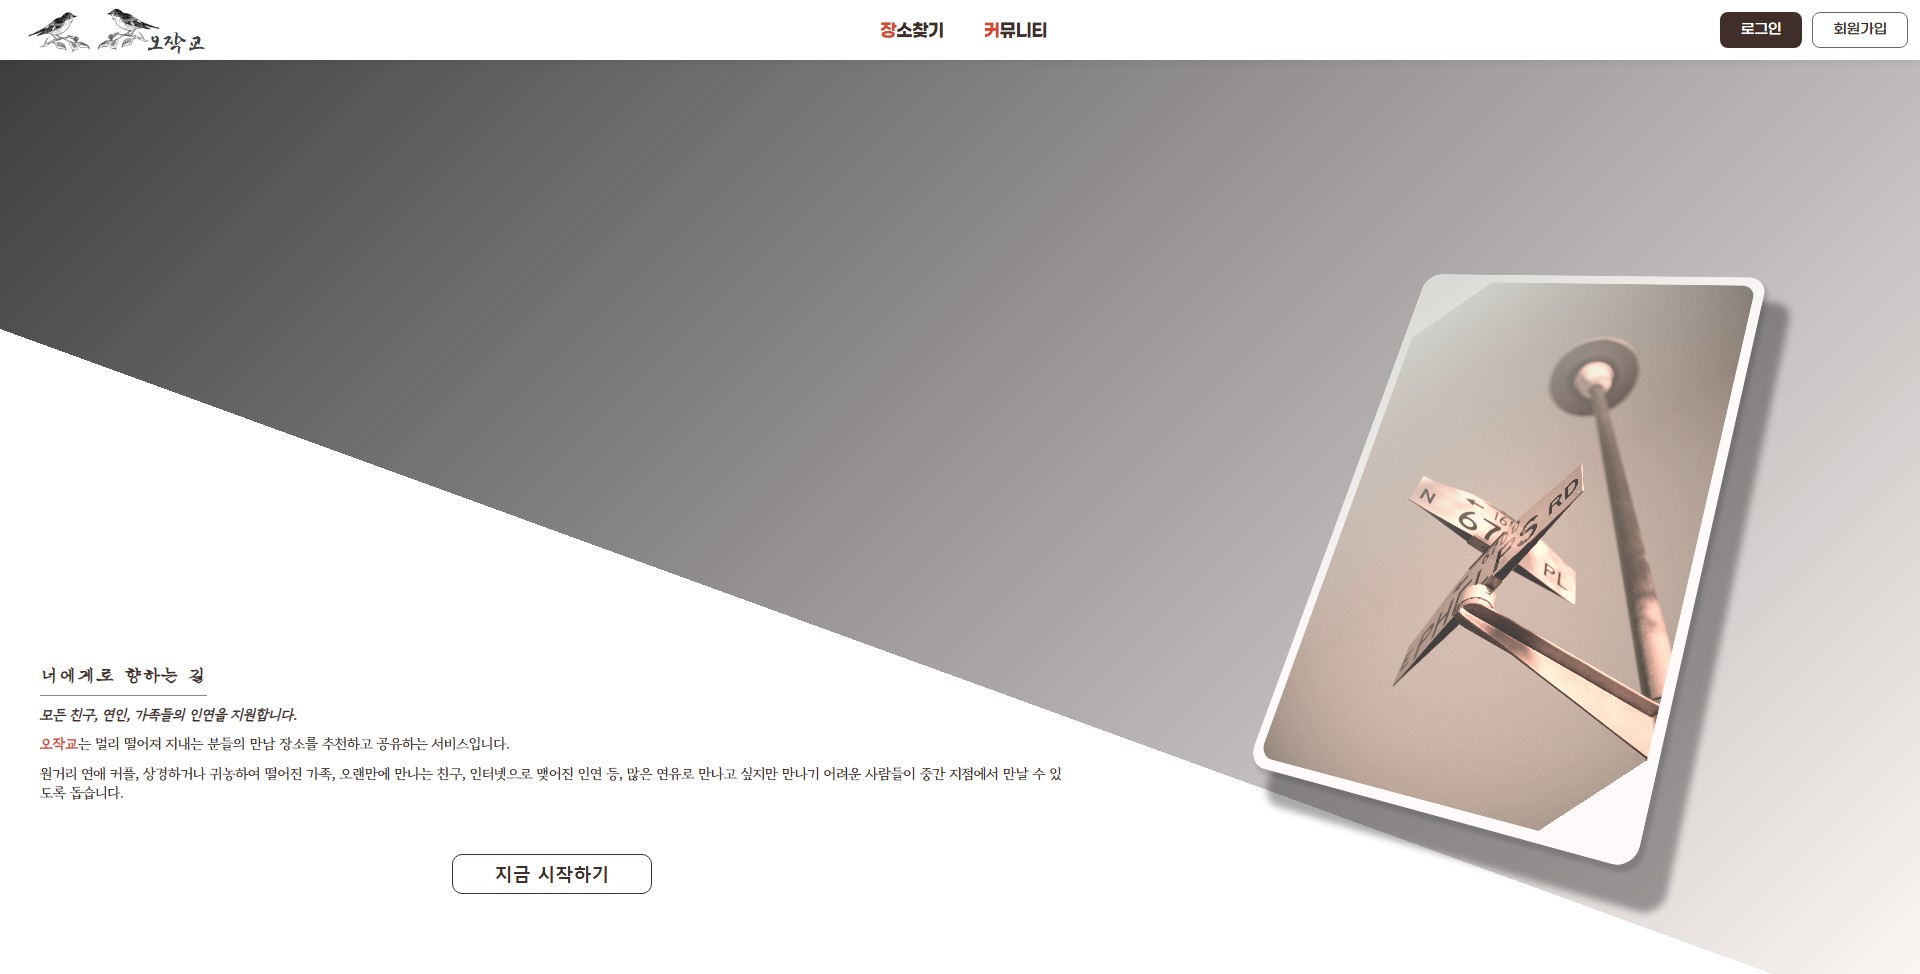 오작교
장소찾기
커뮤니티
로그인
회원가입
N ← 160
67
PL
PHELPS RD
너에게로 향하는 길
모든 친구, 연인, 가족들의 인연을 지원합니다.
오작교는 멀리 떨어져 지내는 분들의 만남 장소를 추천하고 공유하는 서비스입니다.
원거리 연애 커플, 상경하거나 귀농하여 떨어진 가족, 오랜만에 만나는 친구, 인터넷으로 맺어진 인연 등, 많은 연유로 만나고 싶지만 만나기 어려운 사람들이 중간 지점에서 만날 수 있
도록 돕습니다.
지금 시작하기